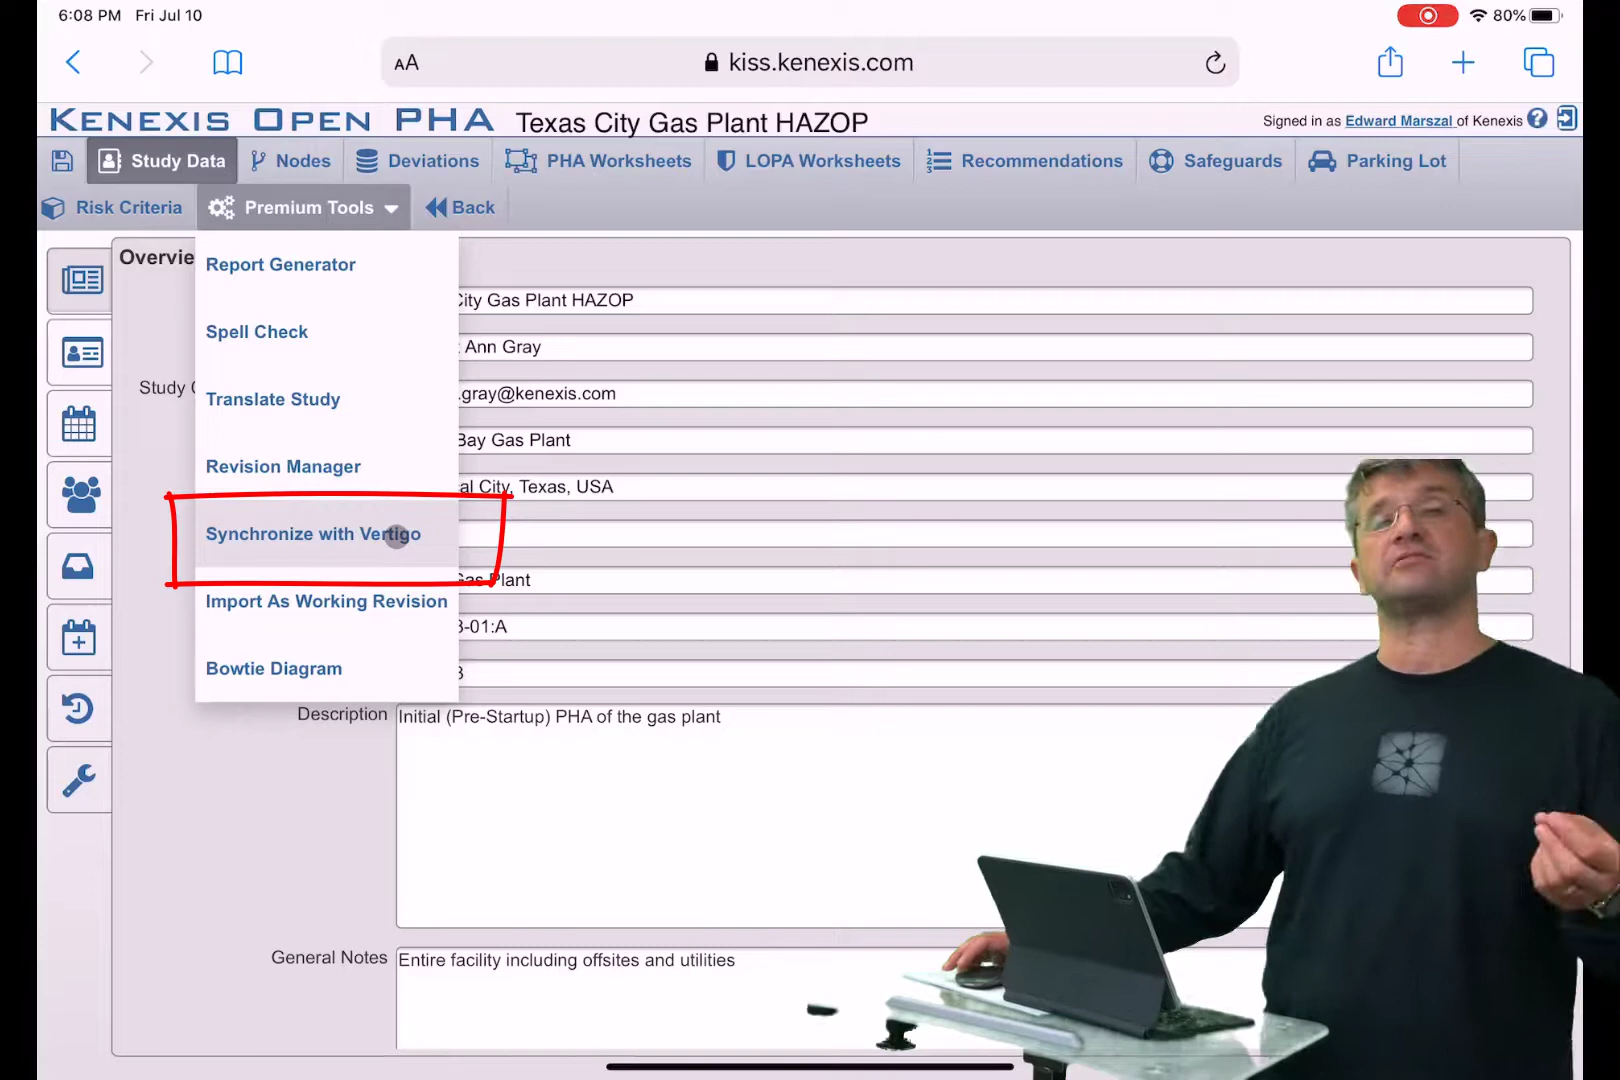 6:08 PM Fri Jul 10
80%
AA
kiss.kenexis.com
KENEXIS OPEN PHA Texas City Gas Plant HAZOP
Signed in as Edward Marszal of Kenexis
Study Data Nodes Deviations PHA Worksheets LOPA Worksheets Recommendations Safeguards Parking Lot
Risk Criteria Premium Tools Back
Overvie
Report Generator
City Gas Plant HAZOP
Spell Check
Ann Gray
Study
Translate Study
.gray@kenexis.com
Bay Gas Plant
Revision Manager
al City, Texas, USA
Synchronize with Vertigo
Gas Plant
Import As Working Revision
3-01:A
Bowtie Diagram
Description
Initial (Pre-Startup) PHA of the gas plant
General Notes
Entire facility including offsites and utilities